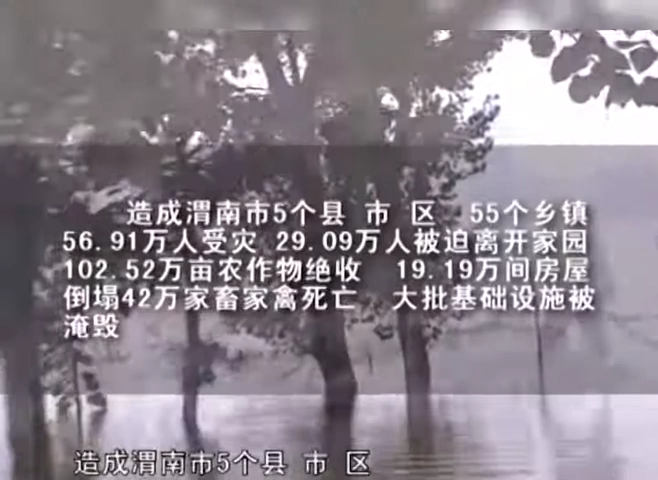 造成渭南市5个县 市 区 55个乡镇
56.91万人受灾 29.09万人被迫离开家园
102.52万亩农作物绝收 19.19万间房屋
倒塌42万家畜家禽死亡 大批基础设施被
淹毁
造成渭南市5个县 市 区